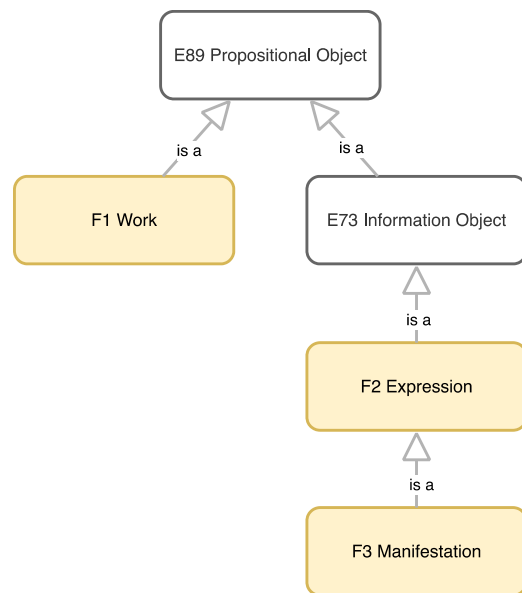 E89 Propositional Object
is a
is a
F1 Work
E73 Information Object
is a
F2 Expression
is a
F3 Manifestation